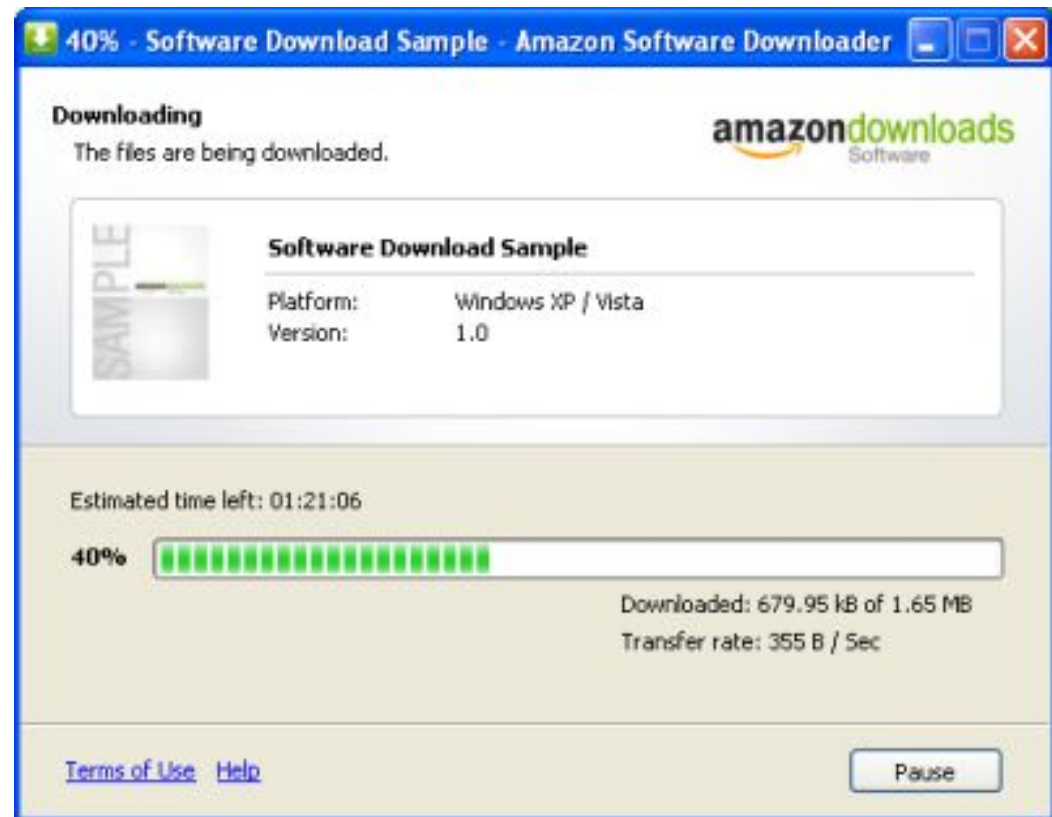 40% - Software Download Sample - Amazon Software Downloader
Downloading
The files are being downloaded.
amazondownloads
Software
SAMPLE
Software Download Sample
Platform: Windows XP / Vista
Version: 1.0
Estimated time left: 01:21:06
40%
Downloaded: 679.95 kB of 1.65 MB
Transfer rate: 355 B / Sec
Terms of Use Help
Pause